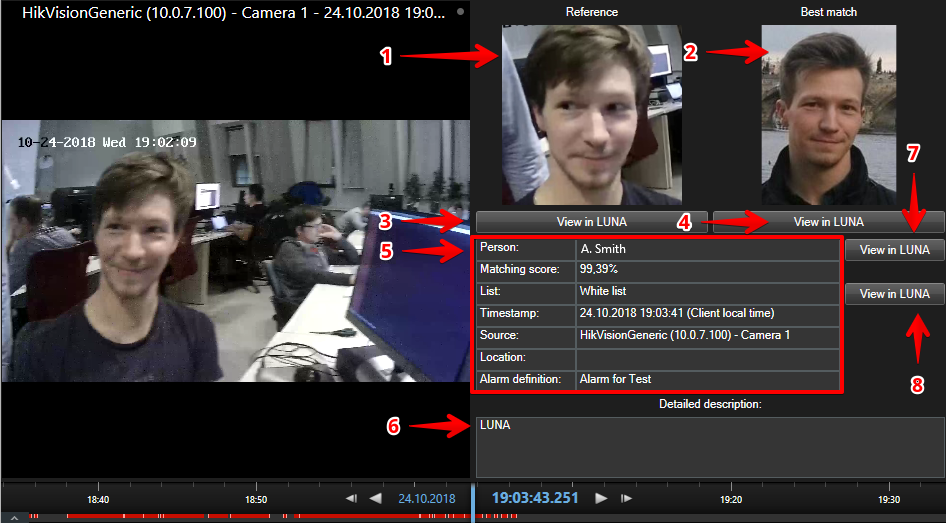 HikVisionGeneric (10.0.7.100) - Camera 1 - 24.10.2018 19:0...
10-24-2018 Wed 19:02:09
Reference
Best match
1
2
7
3
View in LUNA
4
View in LUNA
5
Person: A. Smith
View in LUNA
Matching score: 99,39%
List: White list
View in LUNA
Timestamp: 24.10.2018 19:03:41 (Client local time)
Source: HikVisionGeneric (10.0.7.100) - Camera 1
Location:
Alarm definition: Alarm for Test
8
Detailed description:
6
LUNA
18:40
18:50
24.10.2018
19:03:43.251
19:20
19:30